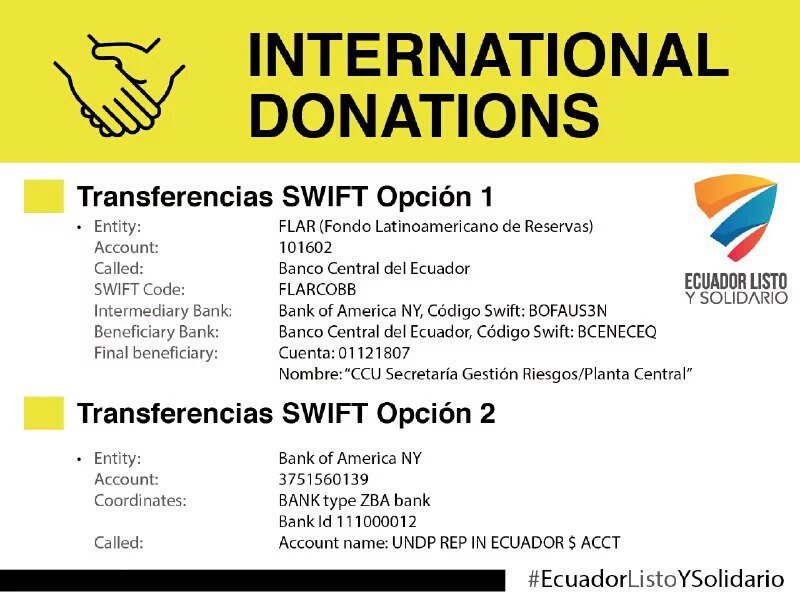 INTERNATIONAL
DONATIONS
Transferencias SWIFT Opción 1
• Entity: FLAR (Fondo Latinoamericano de Reservas)
Account: 101602
Called: Banco Central del Ecuador
SWIFT Code: FLARCOBB
Intermediary Bank: Bank of America NY, Código Swift: BOFAUS3N
Beneficiary Bank: Banco Central del Ecuador, Código Swift: BCENECEQ
Final beneficiary: Cuenta: 01121807
Nombre: “CCU Secretaría Gestión Riesgos/Planta Central”
ECUADOR LISTO
Y SOLIDARIO
Transferencias SWIFT Opción 2
• Entity: Bank of America NY
Account: 3751560139
Coordinates: BANK type ZBA bank
Bank Id 111000012
Called: Account name: UNDP REP IN ECUADOR $ ACCT
#EcuadorListoYSolidario